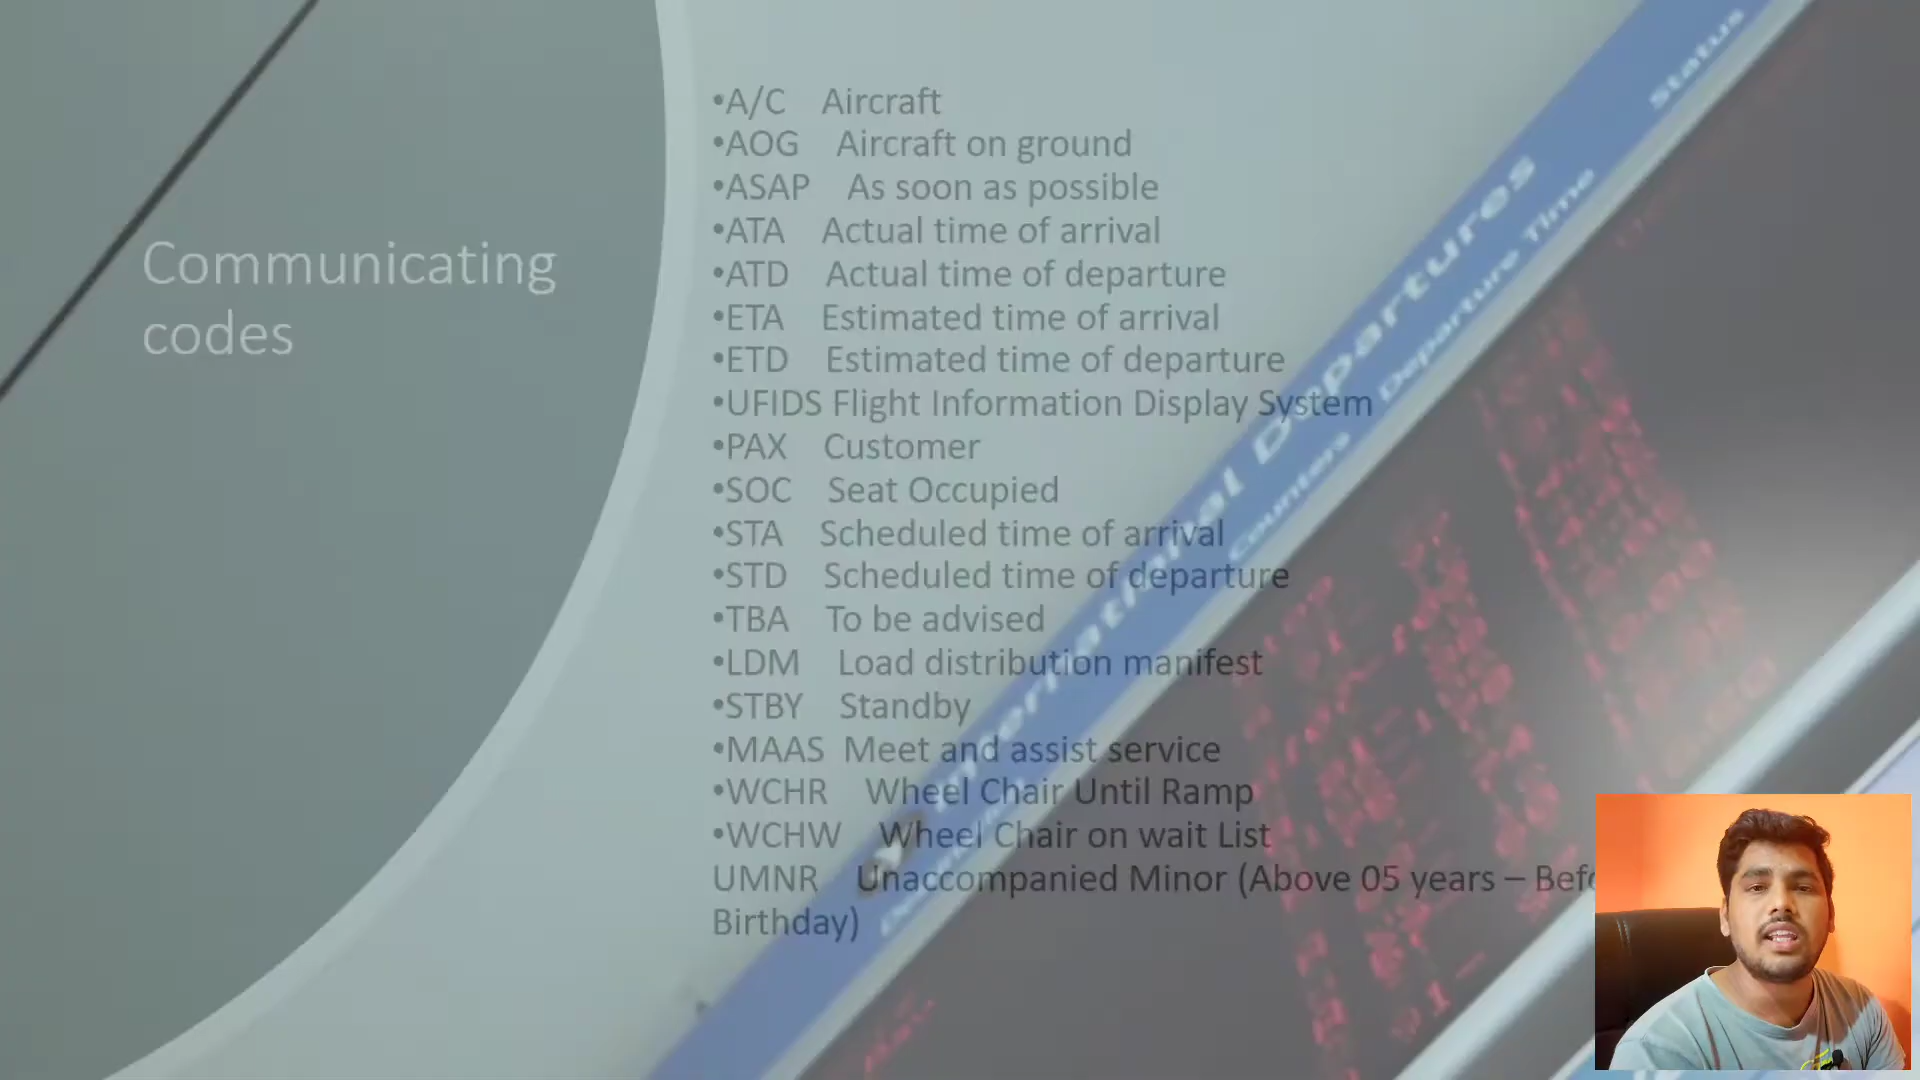 Communicating
codes
•A/C Aircraft
•AOG Aircraft on ground
•ASAP As soon as possible
•ATA Actual time of arrival
•ATD Actual time of departure
•ETA Estimated time of arrival
•ETD Estimated time of departure
•UFIDS Flight Information Display System
•PAX Customer
•SOC Seat Occupied
•STA Scheduled time of arrival
•STD Scheduled time of departure
•TBA To be advised
•LDM Load distribution manifest
•STBY Standby
•MAAS Meet and assist service
•WCHR Wheel Chair Until Ramp
•WCHW Wheel Chair on wait List
UMNR Unaccompanied Minor (Above 05 years –
Birthday)
International Departures
Counters Departure Time Status